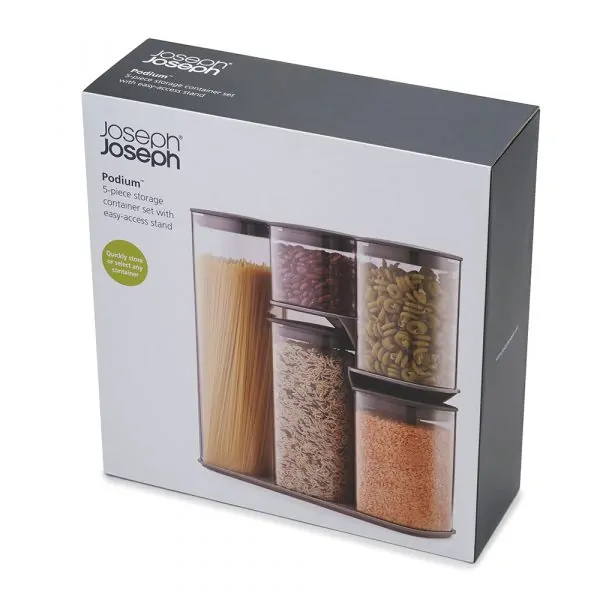 Joseph®
Joseph
Podium™
5-piece storage container set
with easy-access stand
Joseph®
Joseph
Podium™
5-piece storage
container set with
easy-access stand
Quickly store
or select any
container